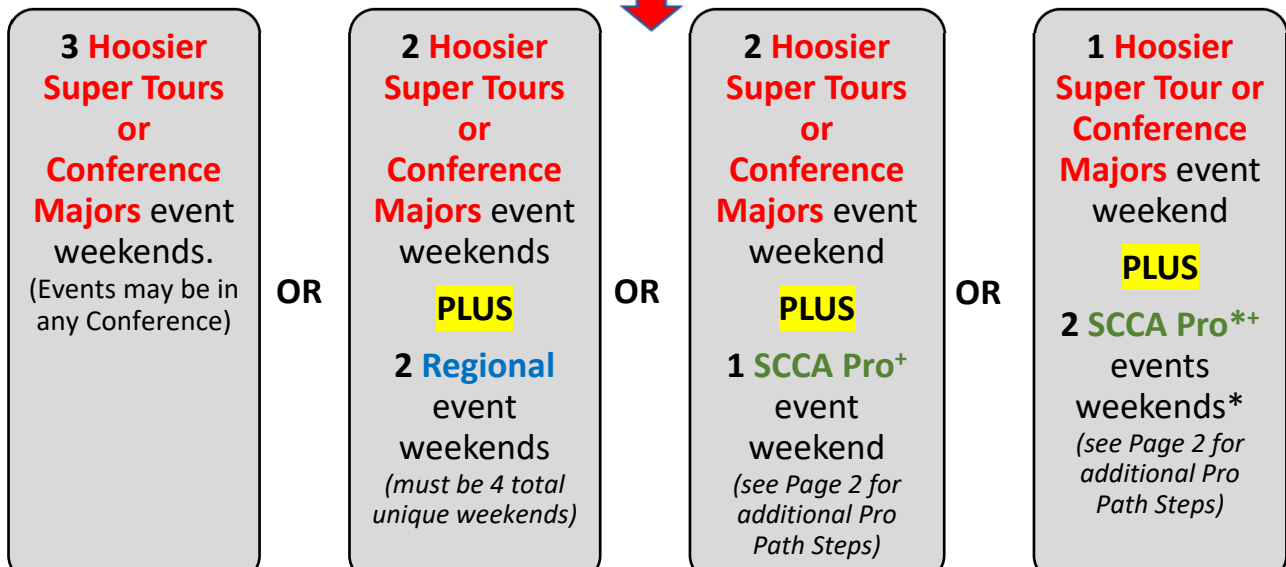 3 Hoosier
Super Tours
or
Conference
Majors event
weekends.
(Events may be in
any Conference)
OR
2 Hoosier
Super Tours
or
Conference
Majors event
weekends
PLUS
2 Regional
event
weekends
(must be 4 total
unique weekends)
OR
2 Hoosier
Super Tours
or
Conference
Majors event
weekend
PLUS
1 SCCA Pro+
event
weekend
(see Page 2 for
additional Pro
Path Steps)
OR
1 Hoosier
Super Tour or
Conference
Majors event
weekend
PLUS
2 SCCA Pro*+
events
weekends*
(see Page 2 for
additional Pro
Path Steps)